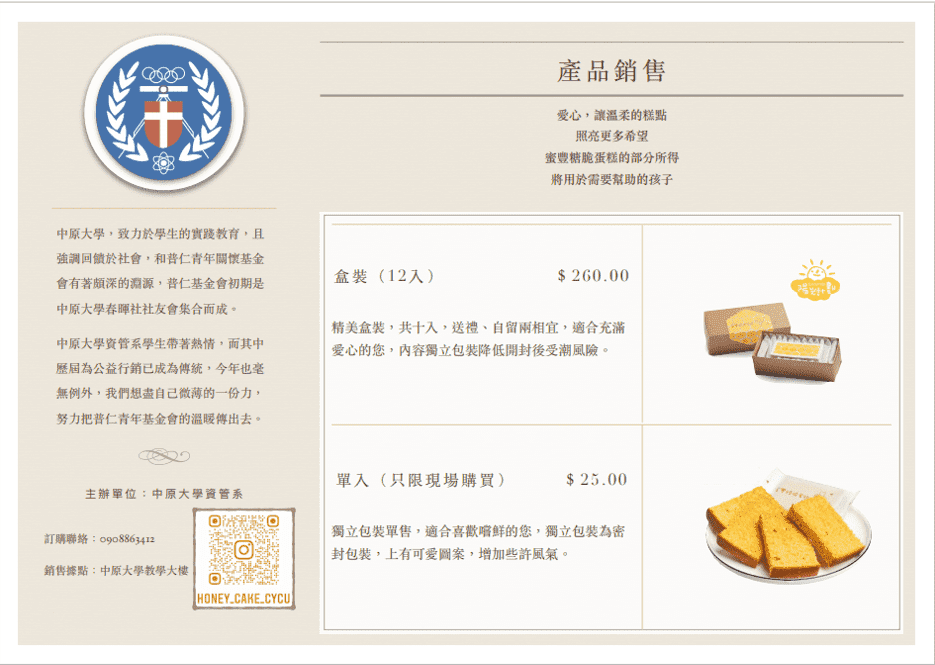 中原大學，致力於學生的實踐教育，且
強調回饋於社會，和普仁青年關懷基金
會有著頗深的淵源，普仁基金會初期是
中原大學春暉社社友會集合而成。
中原大學資管系學生帶著熱情，而其中
歷屆為公益行銷已成為傳統，今年也毫
無例外，我們想盡自己微薄的一份力，
努力把普仁青年基金會的溫暖傳出去。
主辦單位：中原大學資管系
訂購聯絡：0908863412
銷售據點：中原大學教學大樓
HONEY_CAKE_CYCU
產品銷售
愛心，讓溫柔的糕點
照亮更多希望
蜜豐糖脆蛋糕的部分所得
將用於需要幫助的孩子
盒裝（12入） $ 260.00
精美盒裝，共十入，送禮、自留兩相宜，適合充滿
愛心的您，內容獨立包裝降低開封後受潮風險。
單入（只限現場購買） $ 25.00
獨立包裝單售，適合喜歡嚐鮮的您，獨立包裝為密
封包裝，上有可愛圖案，增加些許風氣。